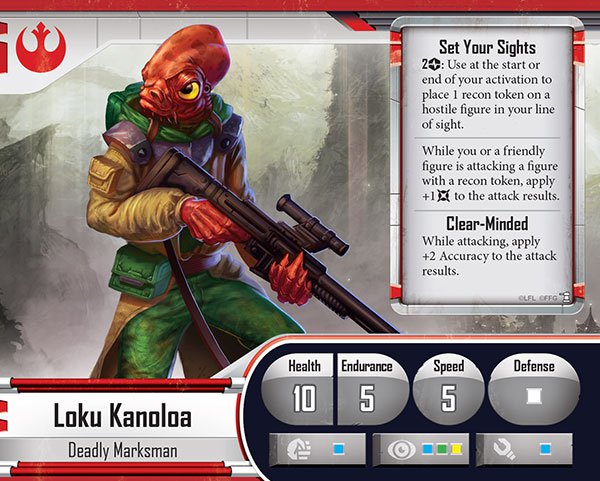 Set Your Sights
2: Use at the start or
end of your activation to
place 1 recon token on a
hostile figure in your line
of sight.
While you or a friendly
figure is attacking a figure
with a recon token, apply
+1 to the attack results.
Clear-Minded
While attacking, apply
+2 Accuracy to the attack
results.
©LFL ©FFG
Health
Endurance
Speed
Defense
10
5
5
Loku Kanoloa
Deadly Marksman